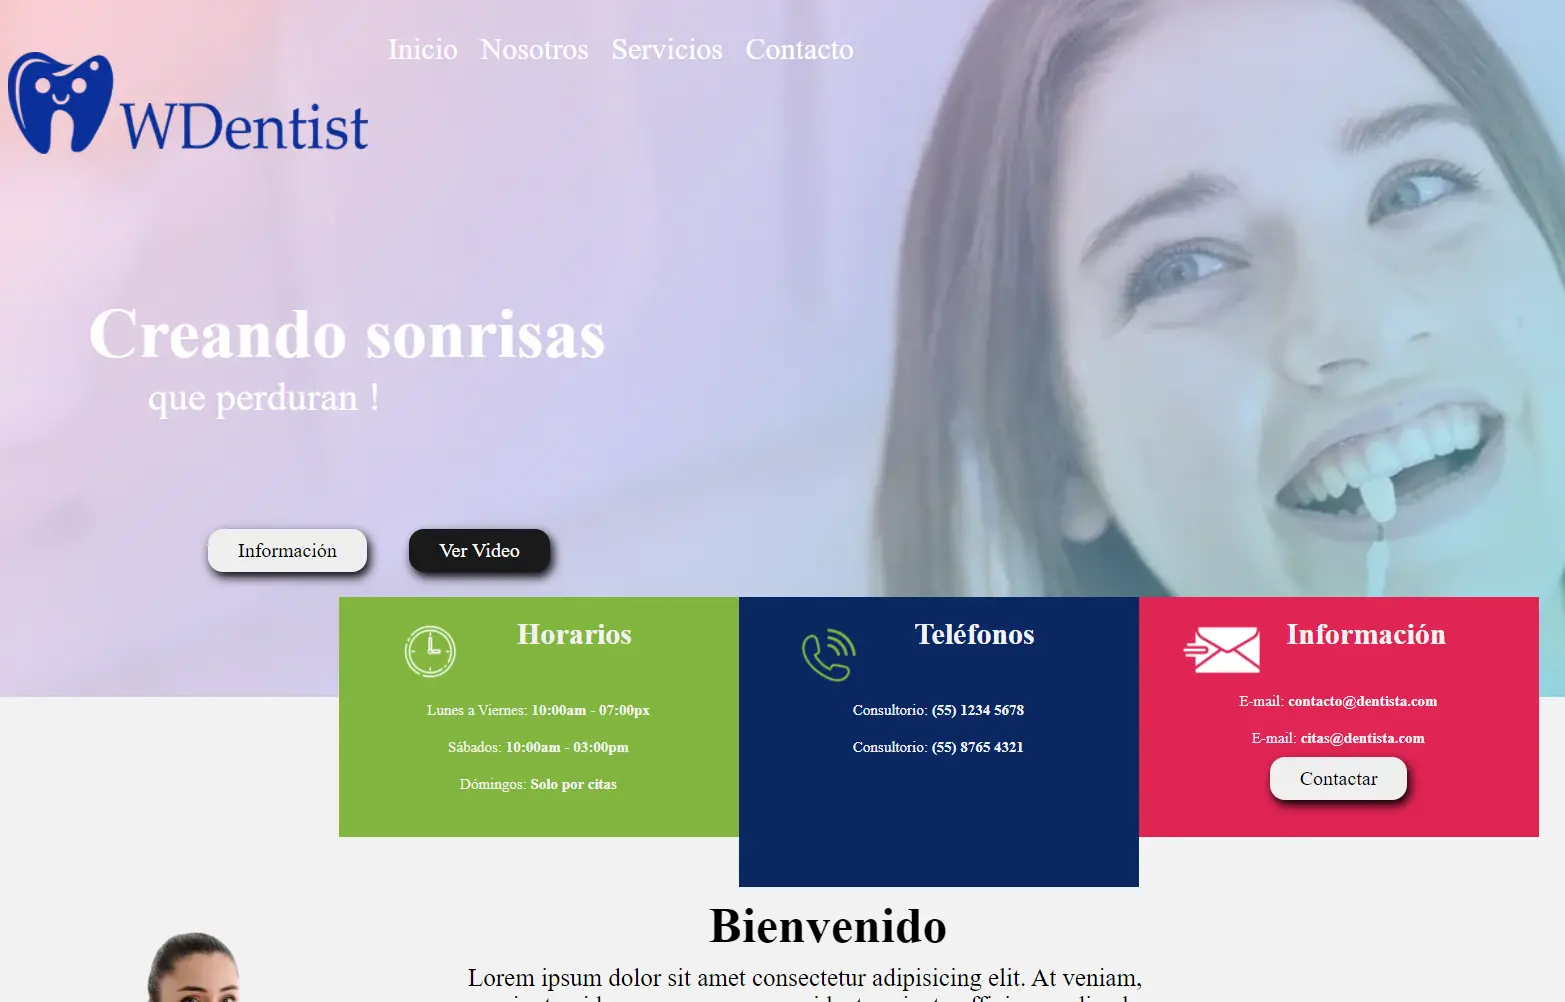 Inicio Nosotros Servicios Contacto
WDentist
Creando sonrisas
que perduran !
Información
Ver Video
Horarios
Lunes a Viernes: 10:00am - 07:00px
Sábados: 10:00am - 03:00pm
Dómingos: Solo por citas
Teléfonos
Consultorio: (55) 1234 5678
Consultorio: (55) 8765 4321
Información
E-mail: contacto@dentista.com
E-mail: citas@dentista.com
Contactar
Bienvenido
Lorem ipsum dolor sit amet consectetur adipisicing elit. At veniam,